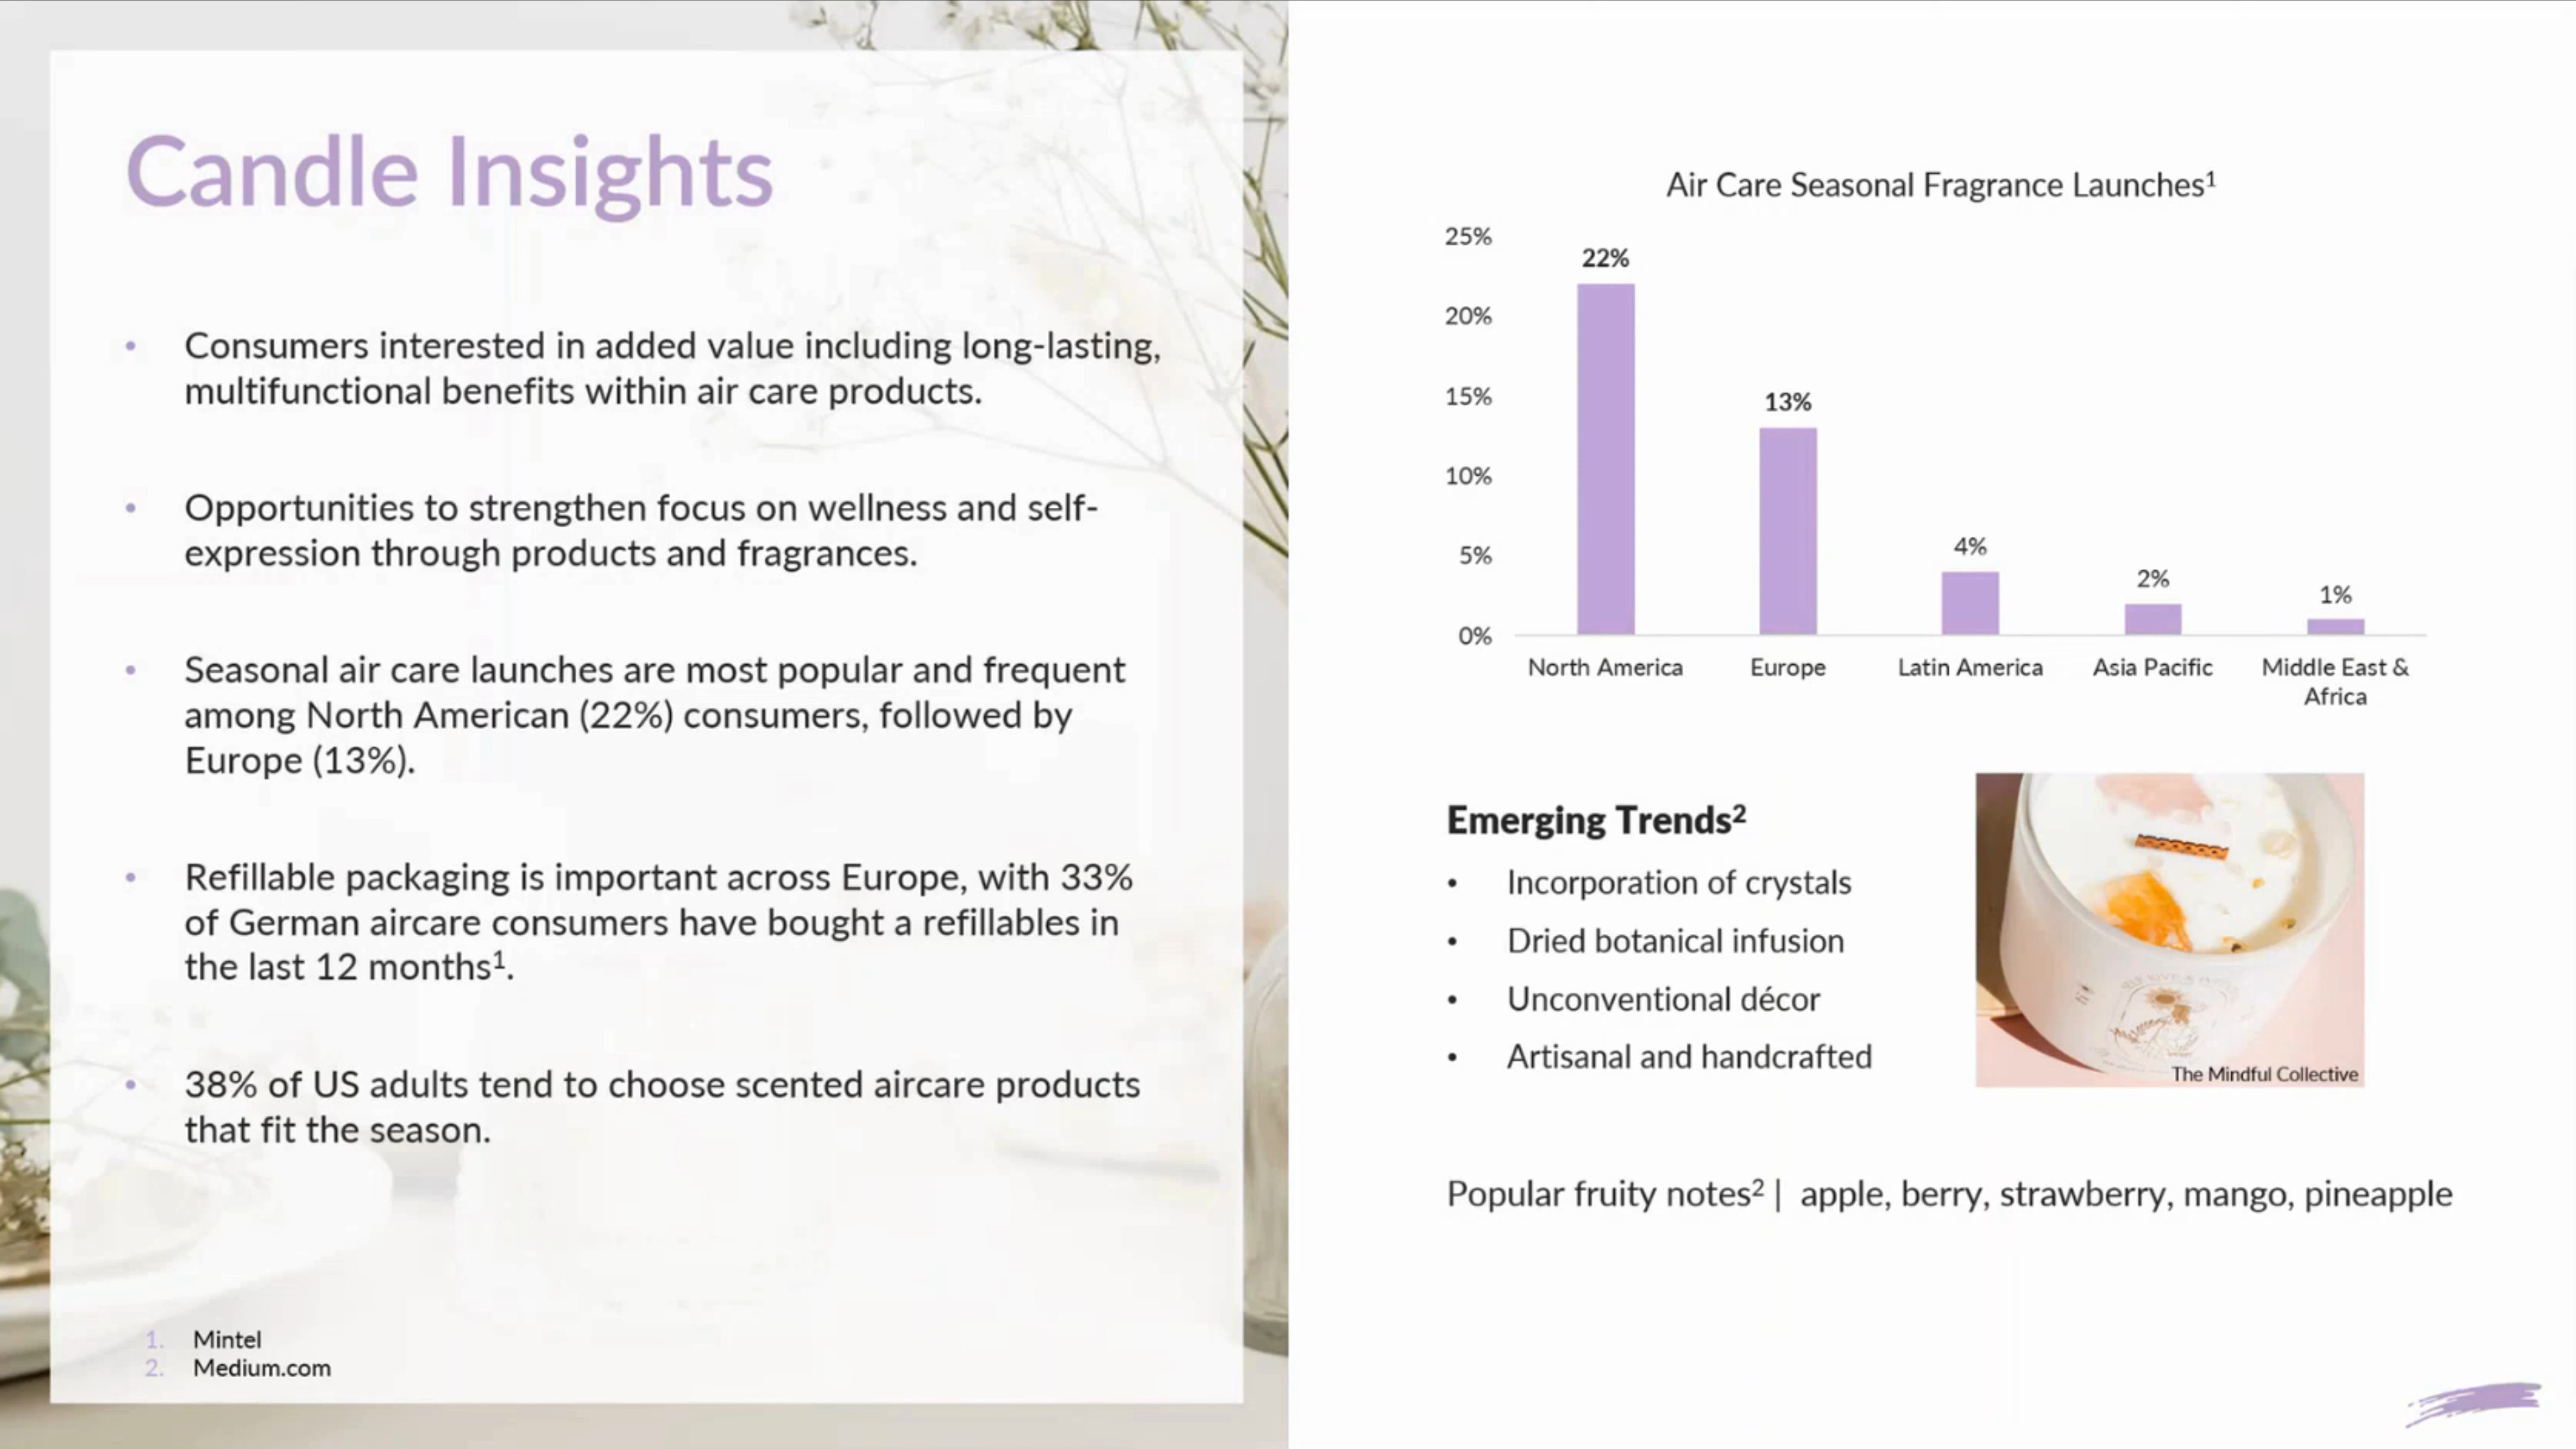 Candle Insights
• Consumers interested in added value including long-lasting,
multifunctional benefits within air care products.
• Opportunities to strengthen focus on wellness and self-
expression through products and fragrances.
• Seasonal air care launches are most popular and frequent
among North American (22%) consumers, followed by
Europe (13%).
• Refillable packaging is important across Europe, with 33%
of German aircare consumers have bought a refillables in
the last 12 months¹.
• 38% of US adults tend to choose scented aircare products
that fit the season.
1. Mintel
2. Medium.com
Air Care Seasonal Fragrance Launches¹
25%
20%
15%
10%
5%
0%
22%
13%
4%
2%
1%
North America
Europe
Latin America
Asia Pacific
Middle East &
Africa
Emerging Trends²
• Incorporation of crystals
• Dried botanical infusion
• Unconventional décor
• Artisanal and handcrafted
The Mindful Collective
Popular fruity notes² | apple, berry, strawberry, mango, pineapple